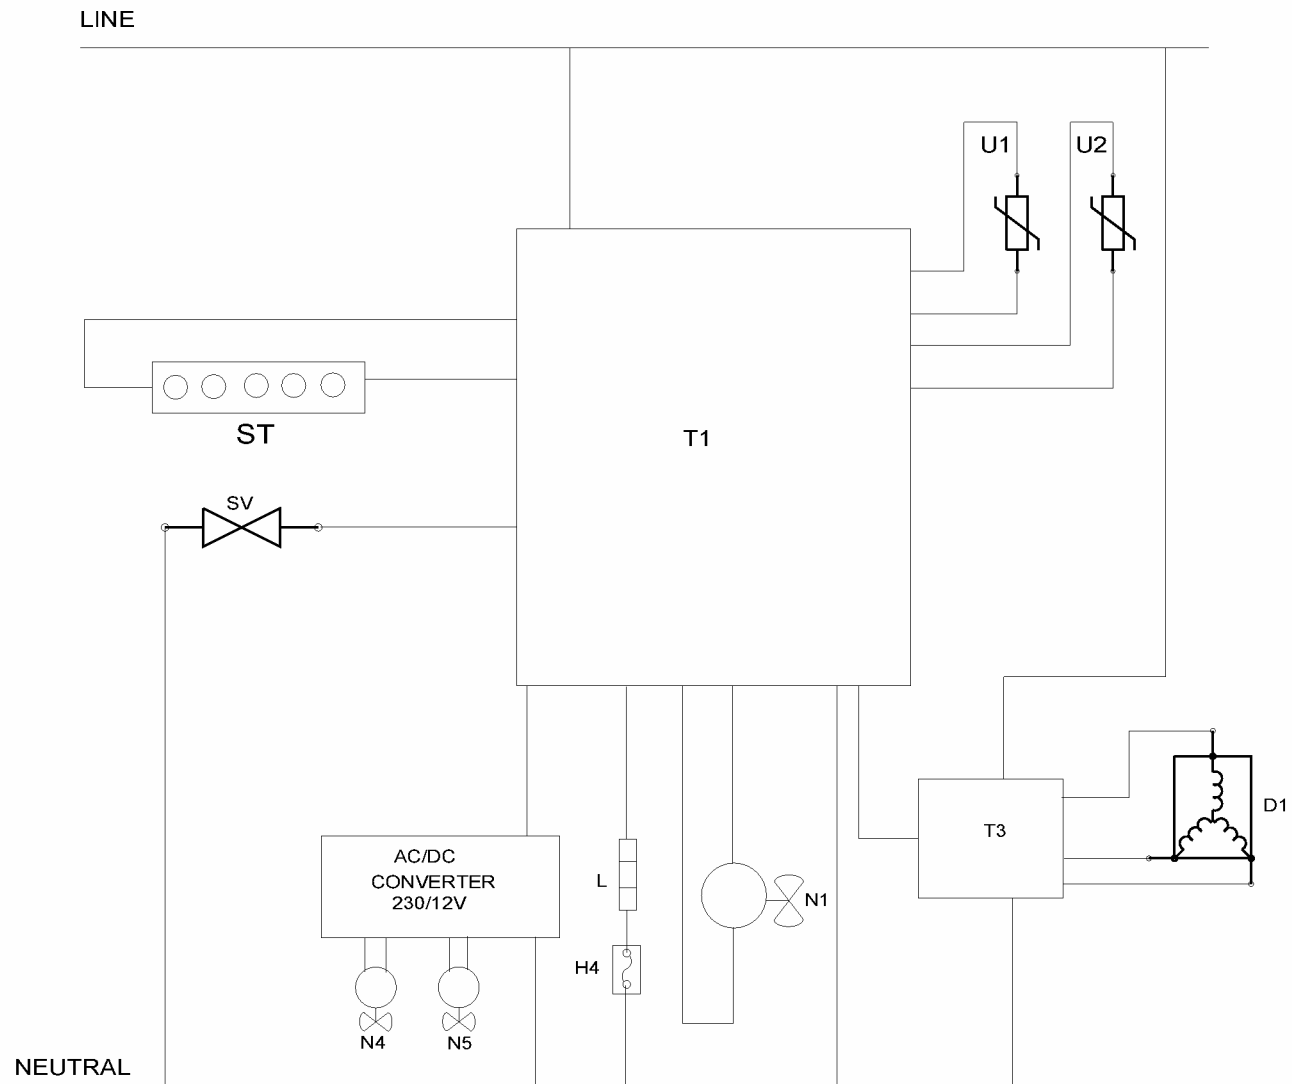 LINE
U1
U2
ST
T1
SV
T3
D1
AC/DC
CONVERTER
230/12V
L
N1
H4
N4
N5
NEUTRAL